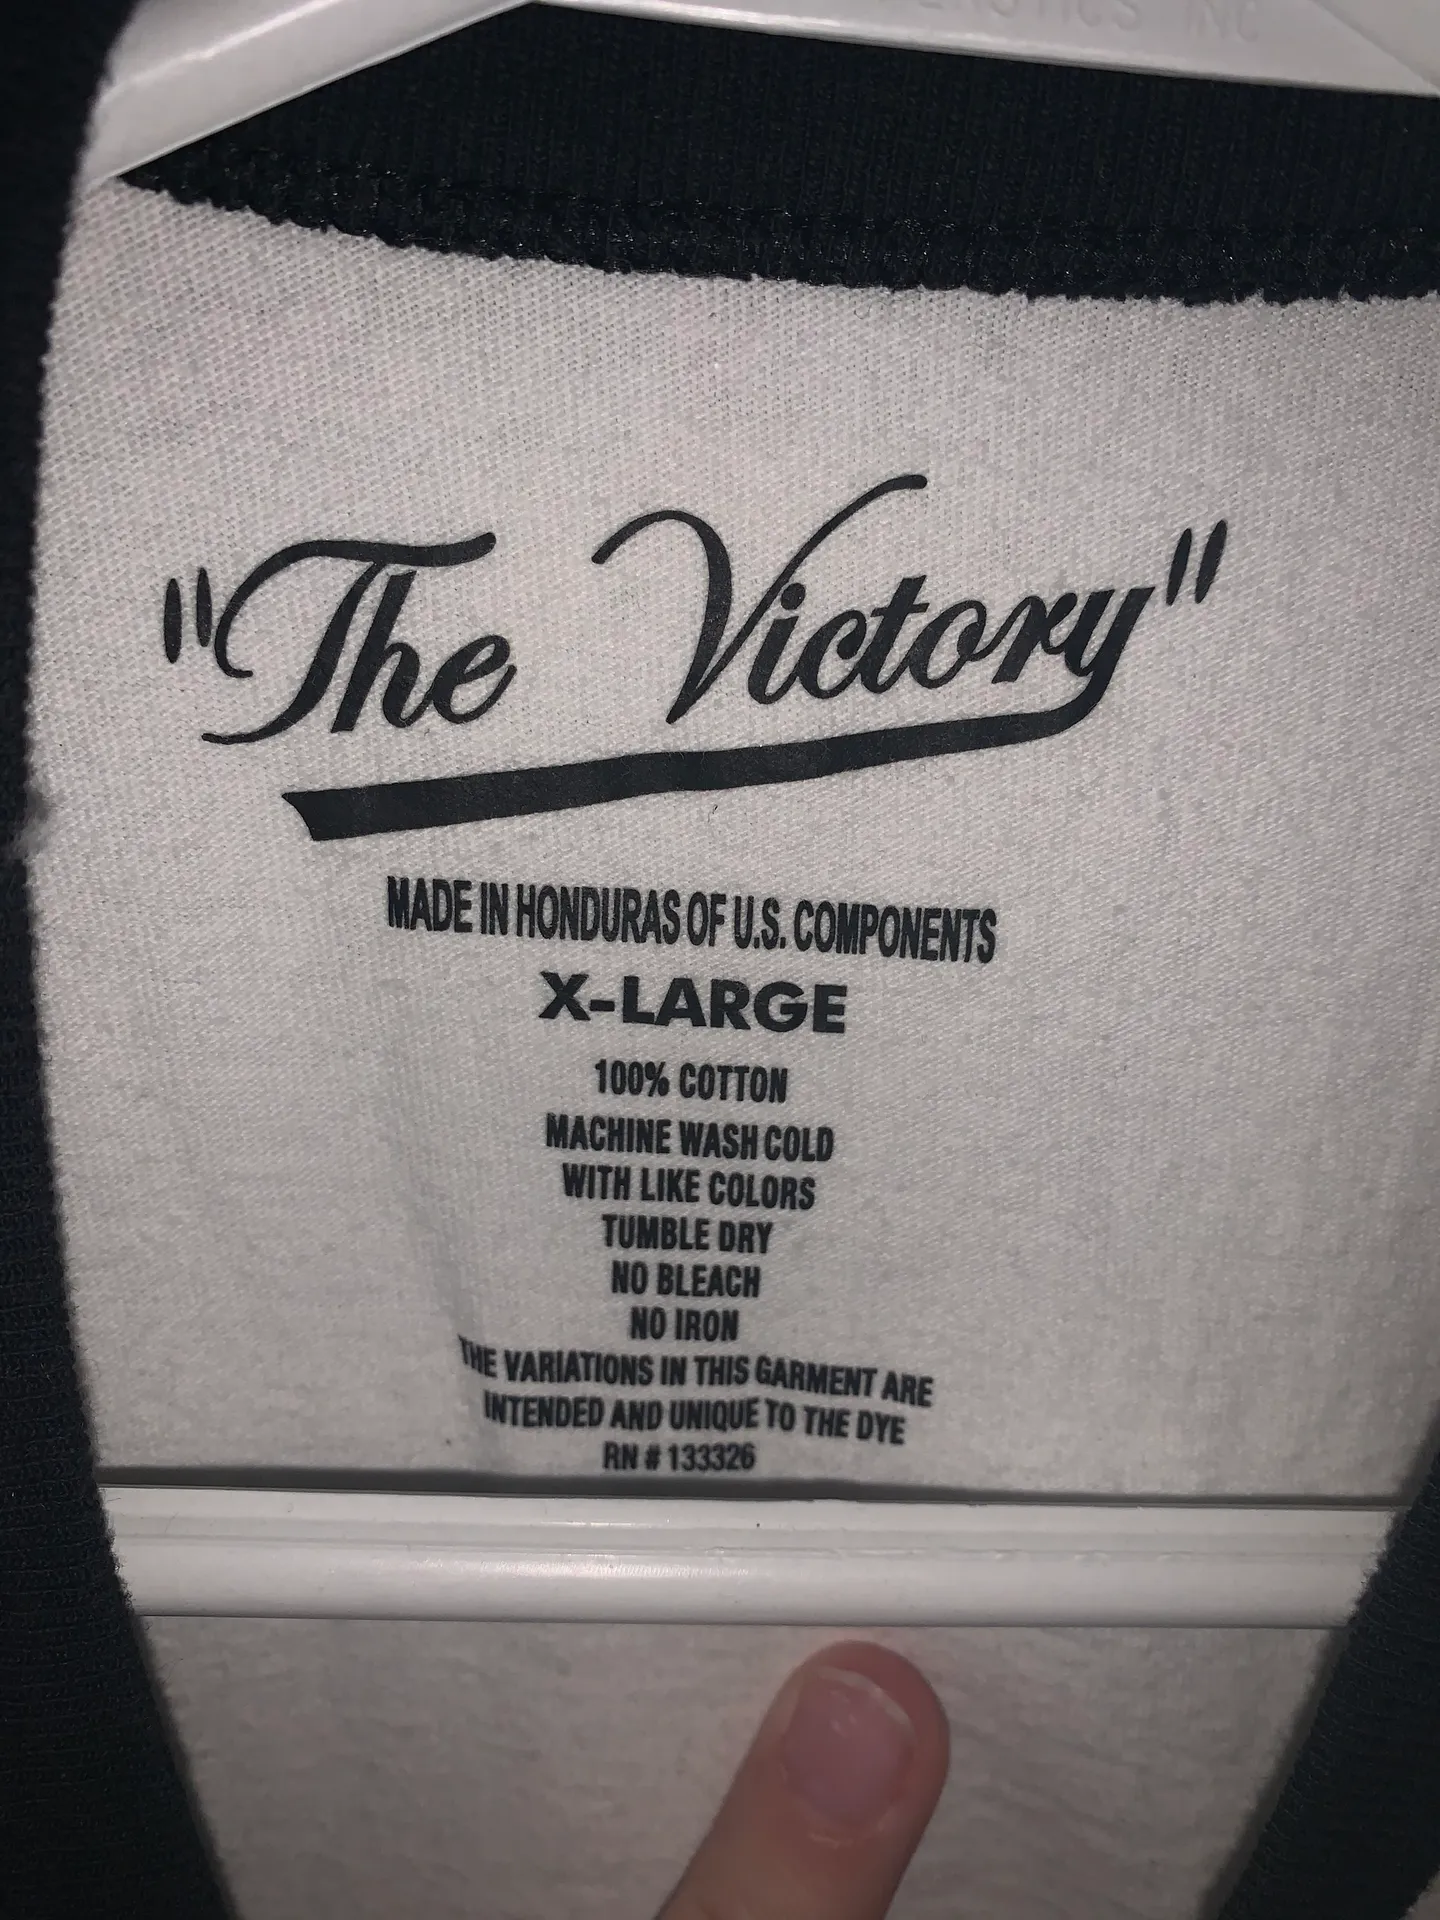 INC
"The Victory"
MADE IN HONDURAS OF U.S. COMPONENTS
X-LARGE
100% COTTON
MACHINE WASH COLD
WITH LIKE COLORS
TUMBLE DRY
NO BLEACH
NO IRON
THE VARIATIONS IN THIS GARMENT ARE
INTENDED AND UNIQUE TO THE DYE
RN # 133326